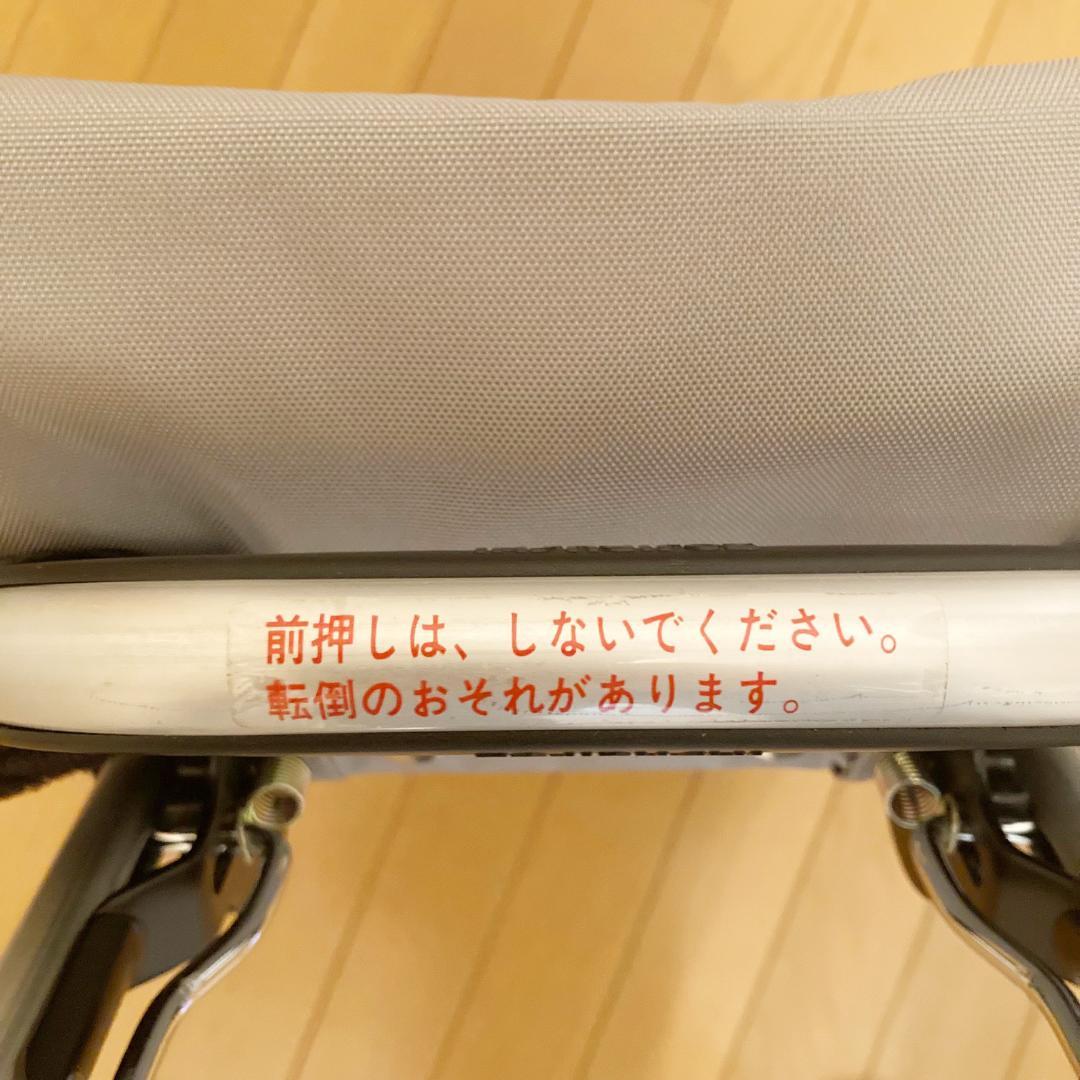 前押しは、しないでください。
転倒のおそれがあります。